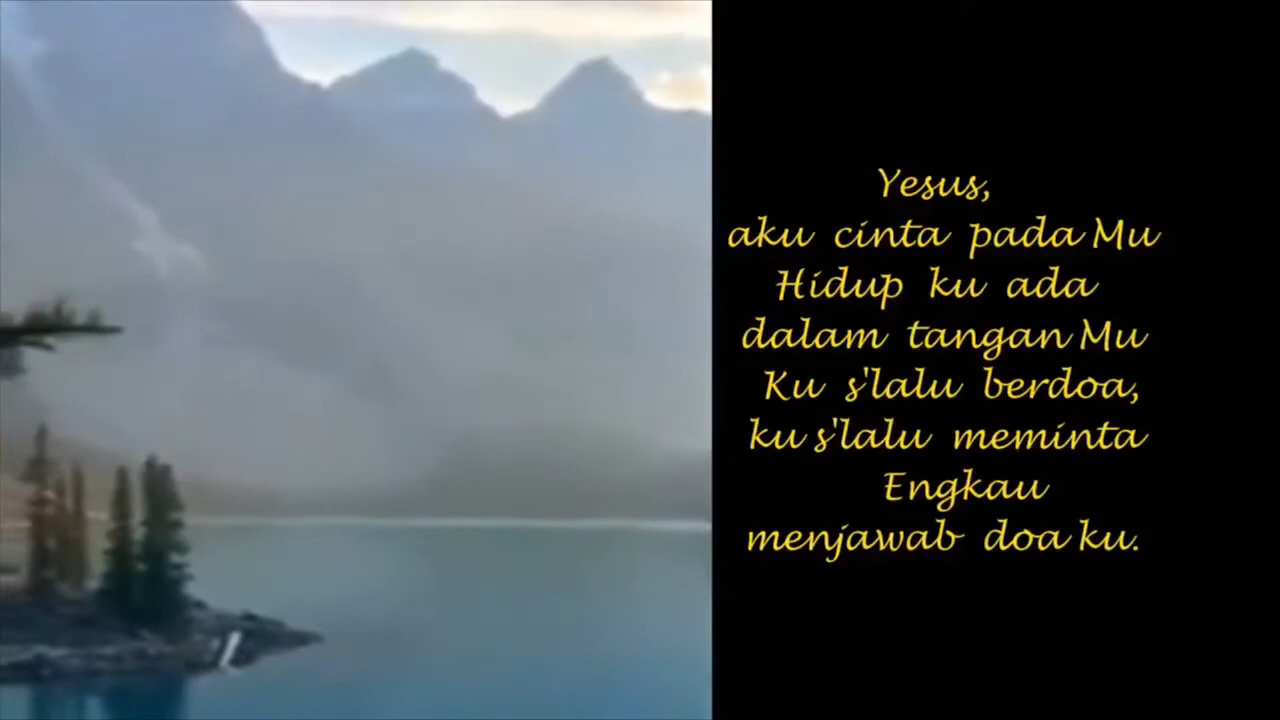 Yesus,
aku cinta pada Mu
Hidup ku ada
dalam tangan Mu
Ku s'lalu berdoa,
ku s'lalu meminta
Engkau
menjawab doa ku.